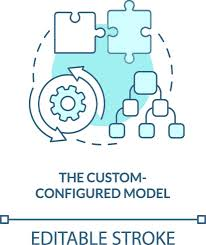 THE CUSTOM-
CONFIGURED MODEL
EDITABLE STROKE